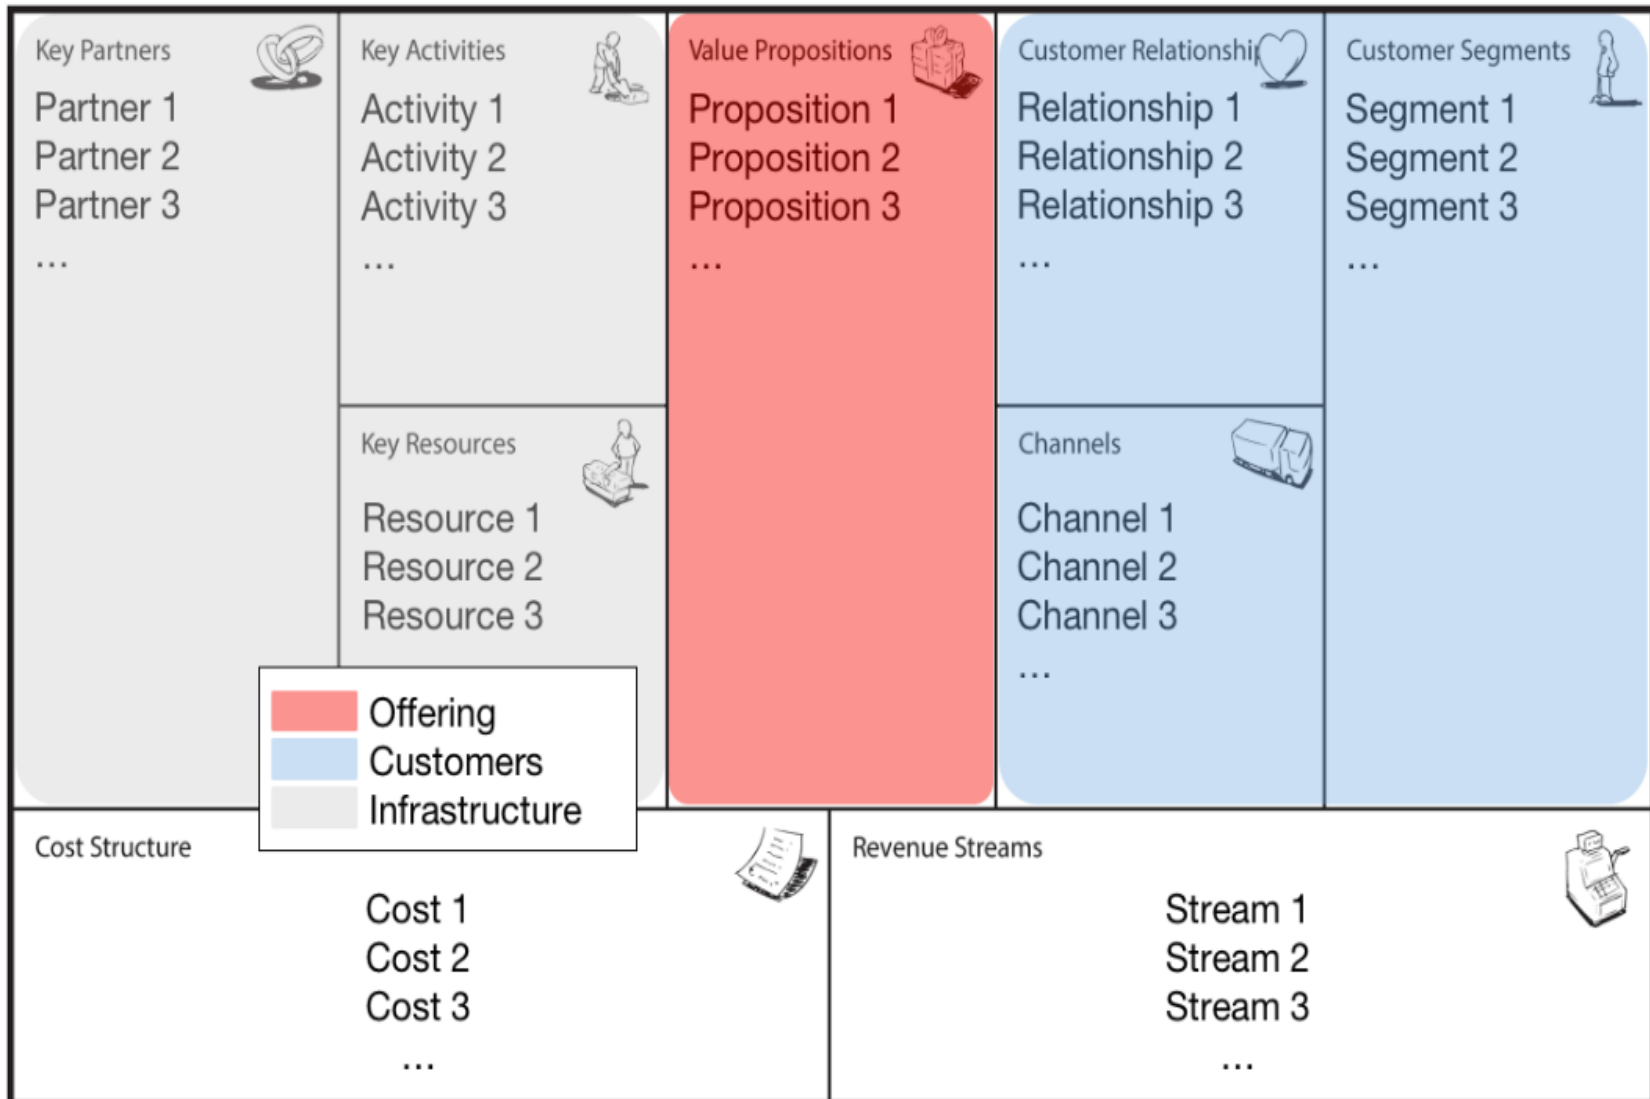 Key Partners
Partner 1
Partner 2
Partner 3
...
Key Activities
Activity 1
Activity 2
Activity 3
...
Key Resources
Resource 1
Resource 2
Resource 3
Value Propositions
Proposition 1
Proposition 2
Proposition 3
...
Customer Relationshi
Relationship 1
Relationship 2
Relationship 3
...
Channels
Channel 1
Channel 2
Channel 3
...
Customer Segments
Segment 1
Segment 2
Segment 3
...
Offering
Customers
Infrastructure
Cost Structure
Cost 1
Cost 2
Cost 3
...
Revenue Streams
Stream 1
Stream 2
Stream 3
...